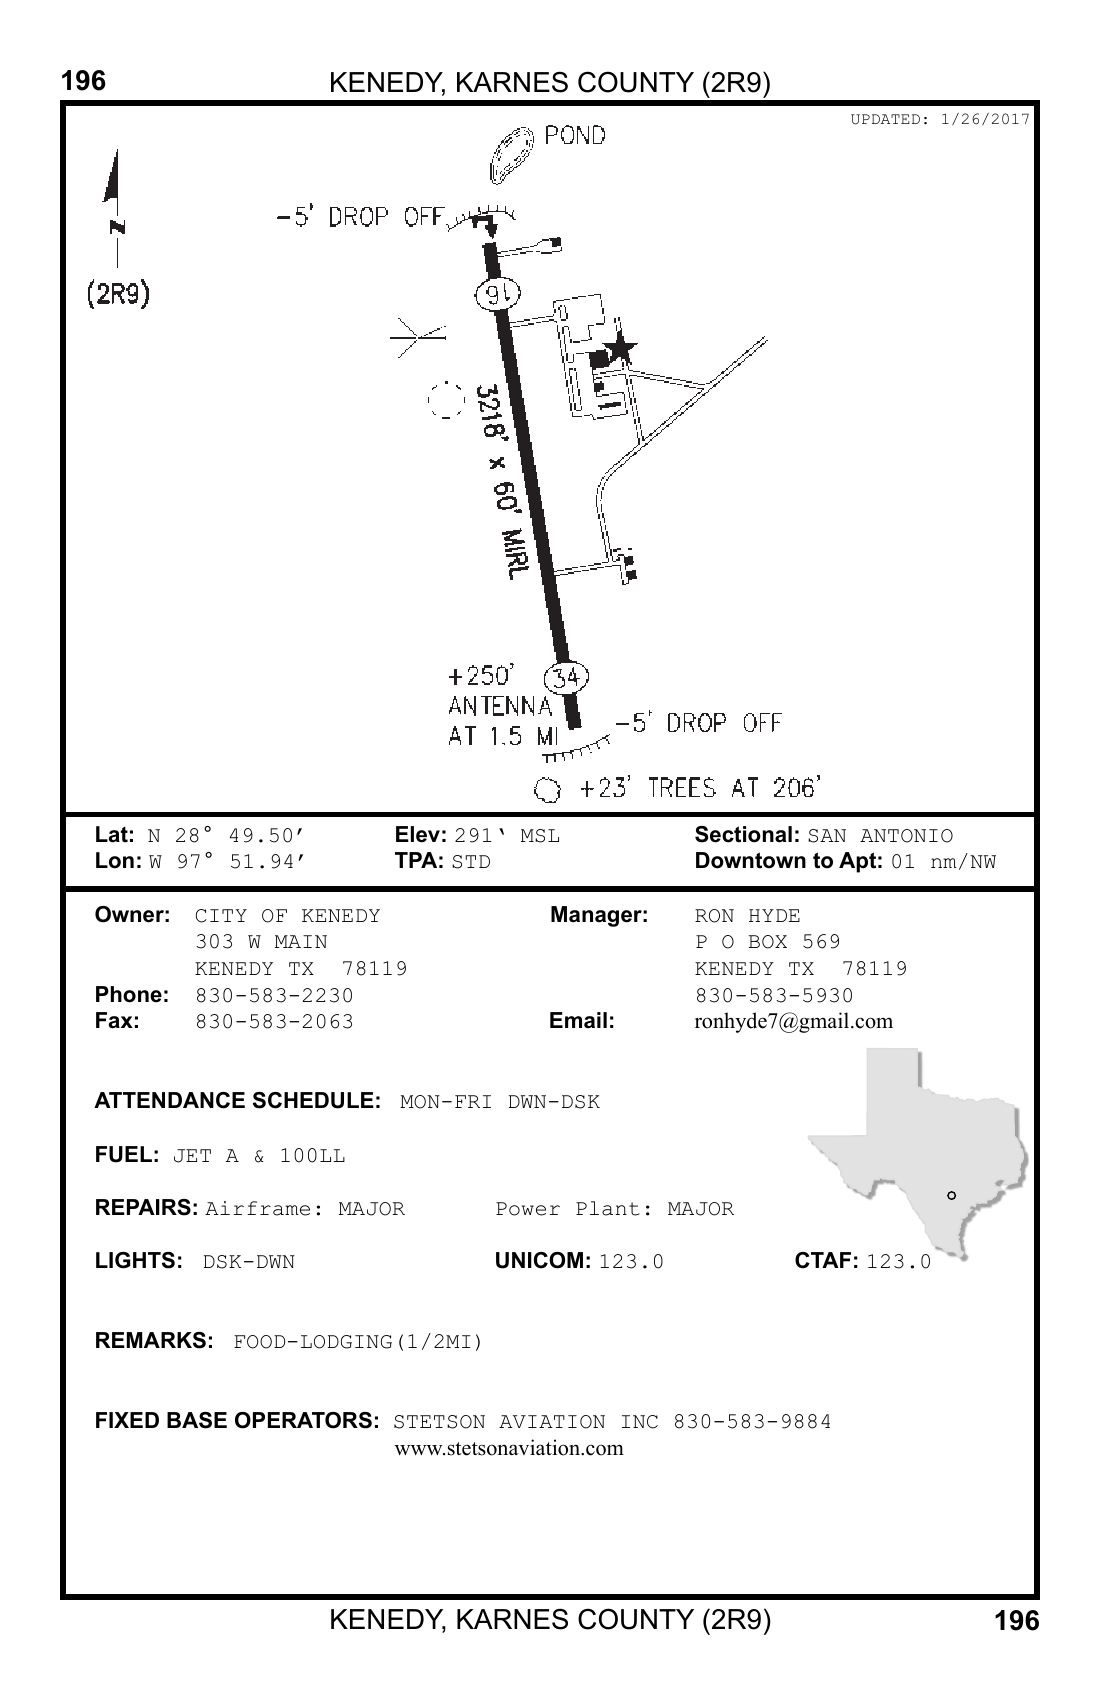 196 KENEDY, KARNES COUNTY (2R9)
UPDATED: 1/26/2017
POND
-5' DROP OFF
N
(2R9)
16
3218' x 60' MIRL
+250'
ANTENNA
AT 1.5 MI
34
-5' DROP OFF
+23' TREES AT 206'
Lat: N 28° 49.50′ Elev: 291‘ MSL Sectional: SAN ANTONIO
Lon: W 97° 51.94′ TPA: STD Downtown to Apt: 01 nm/NW
Owner: CITY OF KENEDY Manager: RON HYDE
303 W MAIN P O BOX 569
KENEDY TX 78119 KENEDY TX 78119
Phone: 830-583-2230 830-583-5930
Fax: 830-583-2063 Email: ronhyde7@gmail.com
ATTENDANCE SCHEDULE: MON-FRI DWN-DSK
FUEL: JET A & 100LL
REPAIRS: Airframe: MAJOR Power Plant: MAJOR
LIGHTS: DSK-DWN UNICOM: 123.0 CTAF: 123.0
REMARKS: FOOD-LODGING(1/2MI)
FIXED BASE OPERATORS: STETSON AVIATION INC 830-583-9884
www.stetsonaviation.com
KENEDY, KARNES COUNTY (2R9) 196